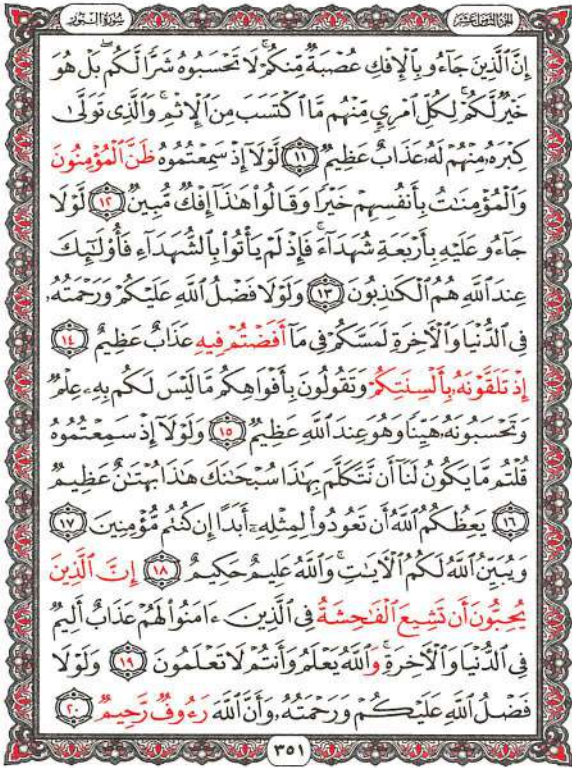 الجزء الثامن عشر
سورة النور
إِنَّ ٱلَّذِينَ جَآءُو بِٱلْإِفْكِ عُصْبَةٌ مِّنكُمْ ۚ لَا تَحْسَبُوهُ شَرًّا لَّكُم ۖ بَلْ هُوَ
خَيْرٌ لَّكُمْ ۚ لِكُلِّ ٱمْرِئٍ مِّنْهُم مَّا ٱكْتَسَبَ مِنَ ٱلْإِثْمِ ۚ وَٱلَّذِى تَوَلَّىٰ
كِبْرَهُۥ مِنْهُمْ لَهُۥ عَذَابٌ عَظِيمٌ ١١ لَّوْلَآ إِذْ سَمِعْتُمُوهُ ظَنَّ ٱلْمُؤْمِنُونَ
وَٱلْمُؤْمِنَـٰتُ بِأَنفُسِهِمْ خَيْرًا وَقَالُوا۟ هَـٰذَآ إِفْكٌ مُّبِينٌ ١٢ لَّوْلَا
جَآءُو عَلَيْهِ بِأَرْبَعَةِ شُهَدَآءَ ۚ فَإِذْ لَمْ يَأْتُوا۟ بِٱلشُّهَدَآءِ فَأُو۟لَـٰٓئِكَ
عِندَ ٱللَّهِ هُمُ ٱلْكَـٰذِبُونَ ١٣ وَلَوْلَا فَضْلُ ٱللَّهِ عَلَيْكُمْ وَرَحْمَتُهُۥ
فِى ٱلدُّنْيَا وَٱلْـَٔاخِرَةِ لَمَسَّكُمْ فِى مَآ أَفَضْتُمْ فِيهِ عَذَابٌ عَظِيمٌ ١٤
إِذْ تَلَقَّوْنَهُۥ بِأَلْسِنَتِكُمْ وَتَقُولُونَ بِأَفْوَاهِكُم مَّا لَيْسَ لَكُم بِهِۦ عِلْمٌ
وَتَحْسَبُونَهُۥ هَيِّنًا وَهُوَ عِندَ ٱللَّهِ عَظِيمٌ ١٥ وَلَوْلَآ إِذْ سَمِعْتُمُوهُ
قُلْتُم مَّا يَكُونُ لَنَآ أَن نَّتَكَلَّمَ بِهَـٰذَا سُبْحَـٰنَكَ هَـٰذَا بُهْتَـٰنٌ عَظِيمٌ
١٦ يَعِظُكُمُ ٱللَّهُ أَن تَعُودُوا۟ لِمِثْلِهِۦٓ أَبَدًا إِن كُنتُم مُّؤْمِنِينَ ١٧
وَيُبَيِّنُ ٱللَّهُ لَكُمُ ٱلْـَٔايَـٰتِ ۚ وَٱللَّهُ عَلِيمٌ حَكِيمٌ ١٨ إِنَّ ٱلَّذِينَ
يُحِبُّونَ أَن تَشِيعَ ٱلْفَـٰحِشَةُ فِى ٱلَّذِينَ ءَامَنُوا۟ لَهُمْ عَذَابٌ أَلِيمٌ
فِى ٱلدُّنْيَا وَٱلْـَٔاخِرَةِ ۚ وَٱللَّهُ يَعْلَمُ وَأَنتُمْ لَا تَعْلَمُونَ ١٩ وَلَوْلَا
فَضْلُ ٱللَّهِ عَلَيْكُمْ وَرَحْمَتُهُۥ وَأَنَّ ٱللَّهَ رَءُوفٌ رَّحِيمٌ ٢٠
٣٥١